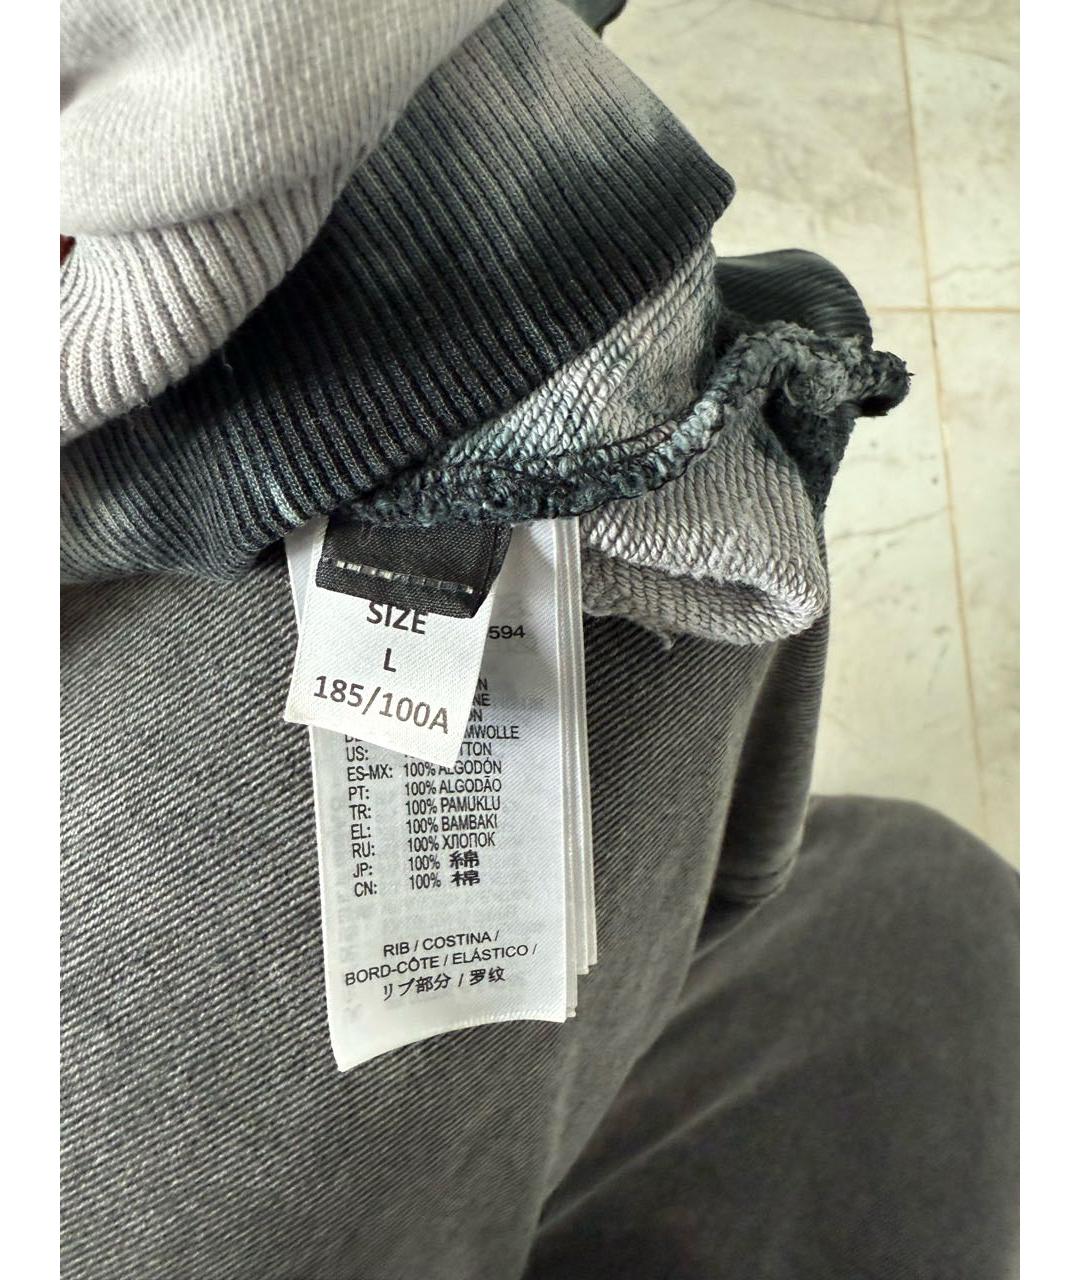 SIZE
L
185/100A
594
US:
ES-MX: 100% ALGODÓN
PT: 100% ALGODÃO
TR: 100% PAMUKLU
EL: 100% BAMBAKI
RU: 100% ХЛОПОК
JP: 100% 綿
CN: 100% 棉
RIB / COSTINA /
BORD-CÔTE / ELÁSTICO /
リブ部分 / 罗纹